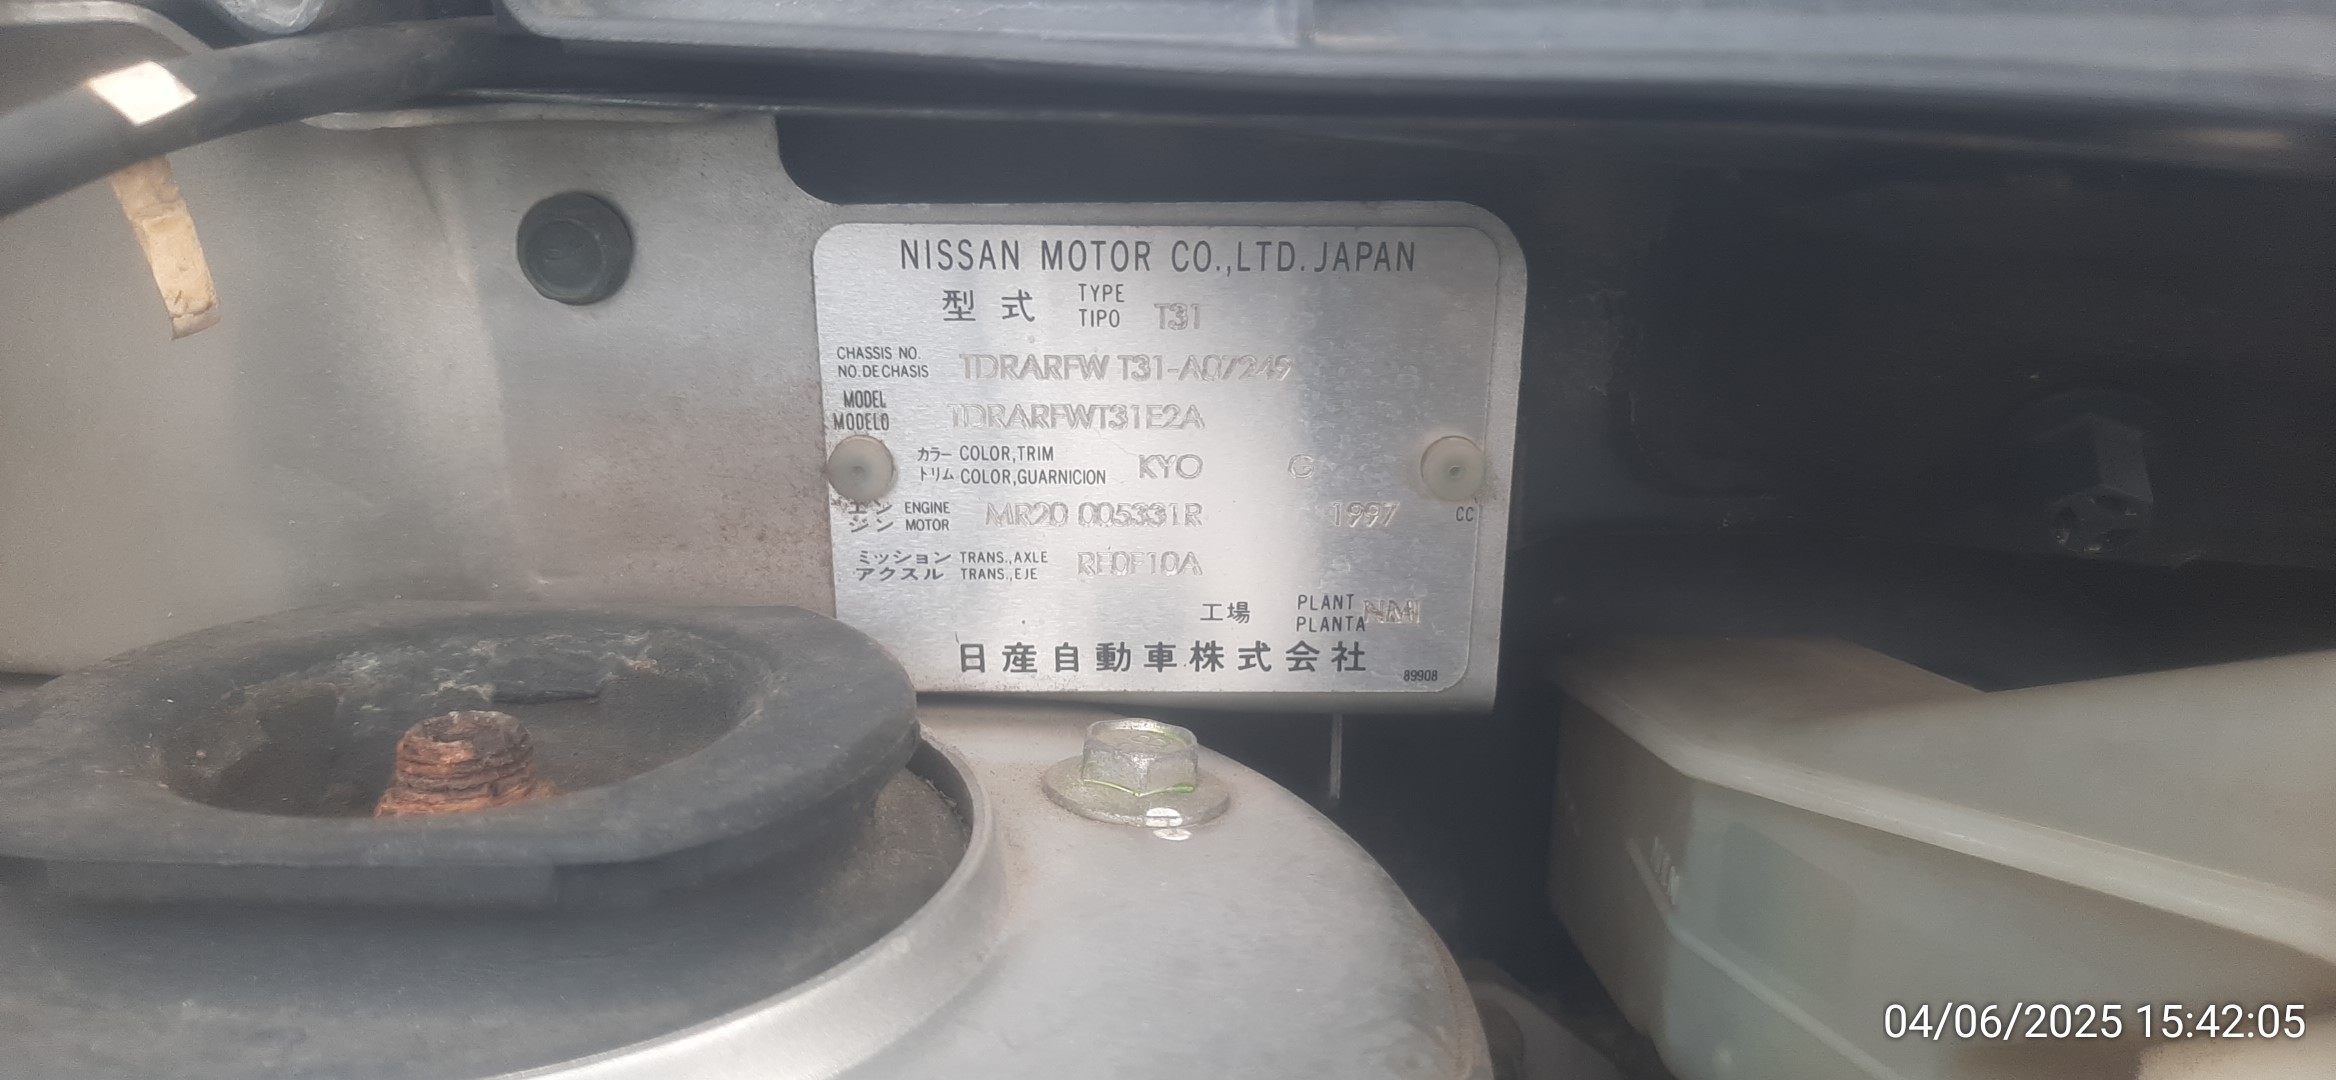 NISSAN MOTOR CO.,LTD.JAPAN
型式 TYPE TIPO T31
CHASSIS NO. NO.DE CHASIS TDRARFW T31-A07249
MODEL MODELO TDRARFWT31E2A
カラー COLOR,TRIM
トリム COLOR,GUARNICION KY0 G
エンジン ENGINE MOTOR MR20 005331R 1997 CC
ミッション TRANS.,AXLE
アクスル TRANS.,EJE RE0F10A
工場 PLANT PLANTA NMI
日産自動車株式会社 89908
04/06/2025 15:42:05